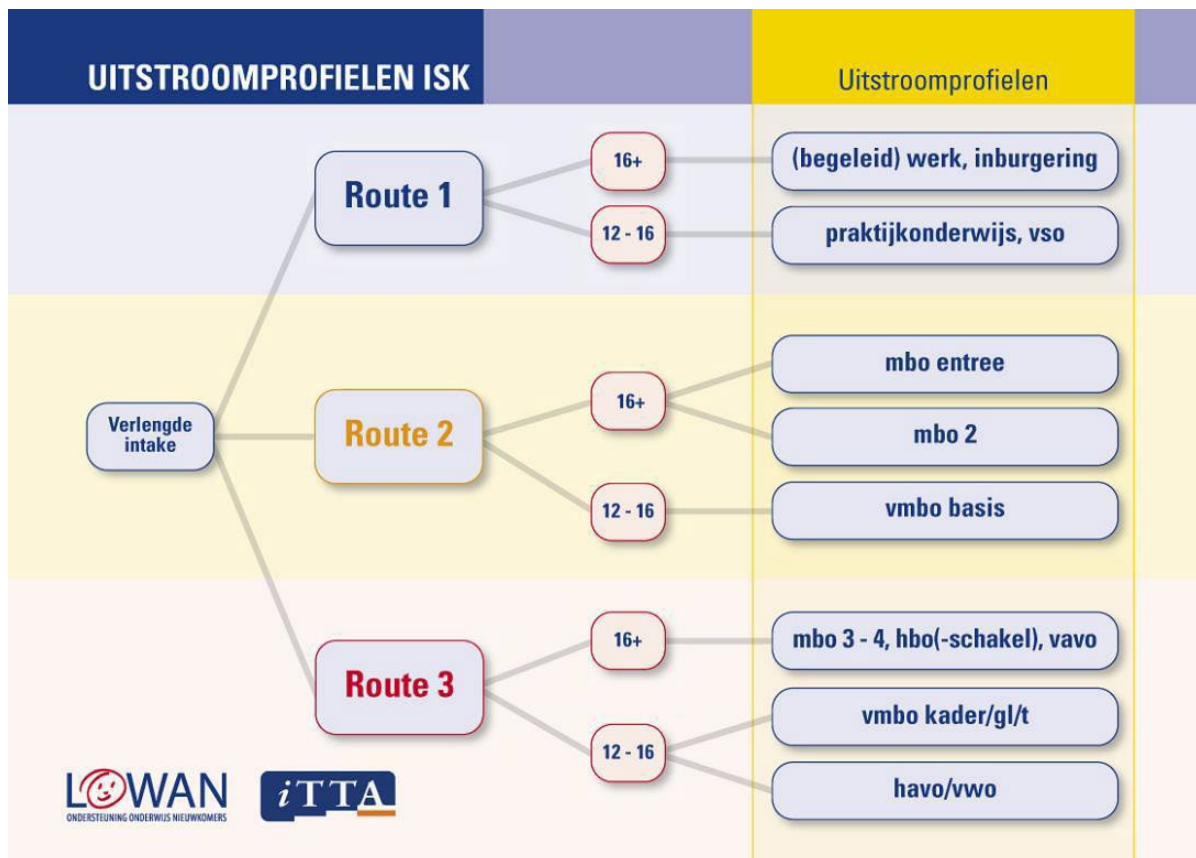 UITSTROOMPROFIELEN ISK
Uitstroomprofielen
Verlengde
intake
Route 1
16+
(begeleid) werk, inburgering
12 - 16
praktijkonderwijs, vso
Route 2
16+
mbo entree
mbo 2
12 - 16
vmbo basis
Route 3
16+
mbo 3 - 4, hbo(-schakel), vavo
12 - 16
vmbo kader/gl/t
havo/vwo
LOWAN
ONDERSTEUNING ONDERWIJS NIEUWKOMERS
iTTA